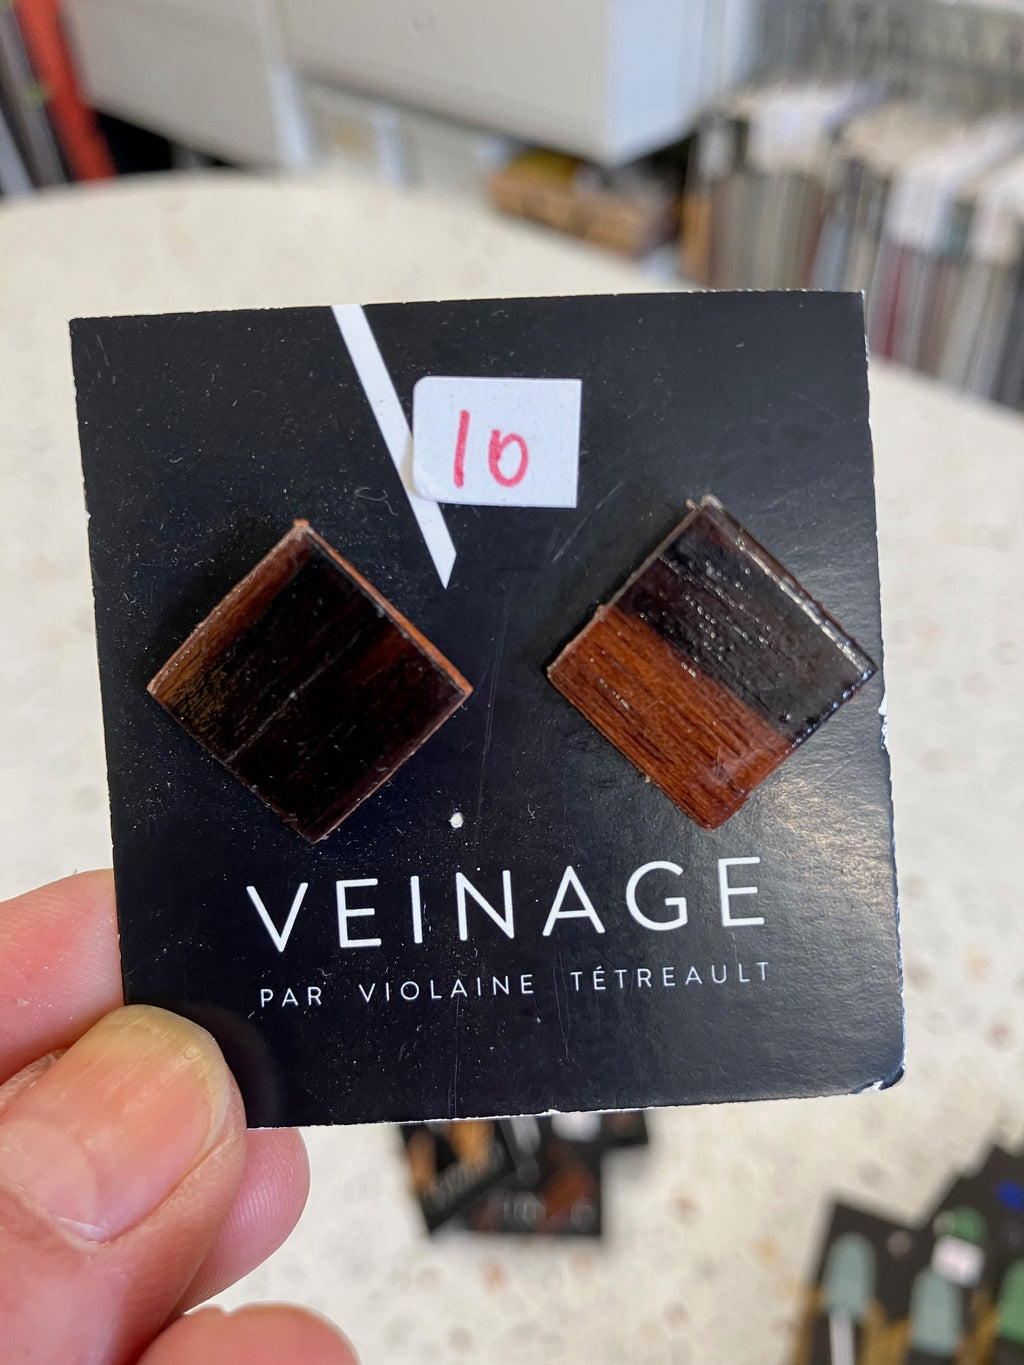 10
VEINAGE
PAR VIOLAINE TÉTREAULT